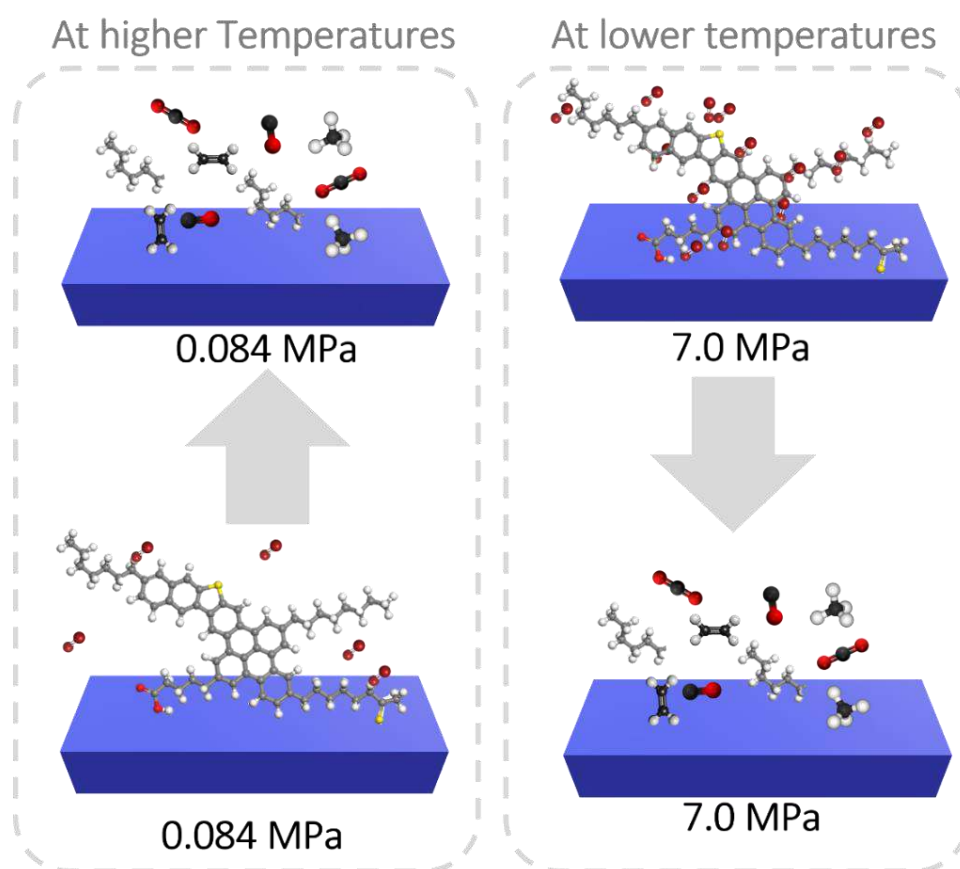 At higher Temperatures
At lower temperatures
0.084 MPa
7.0 MPa
0.084 MPa
7.0 MPa